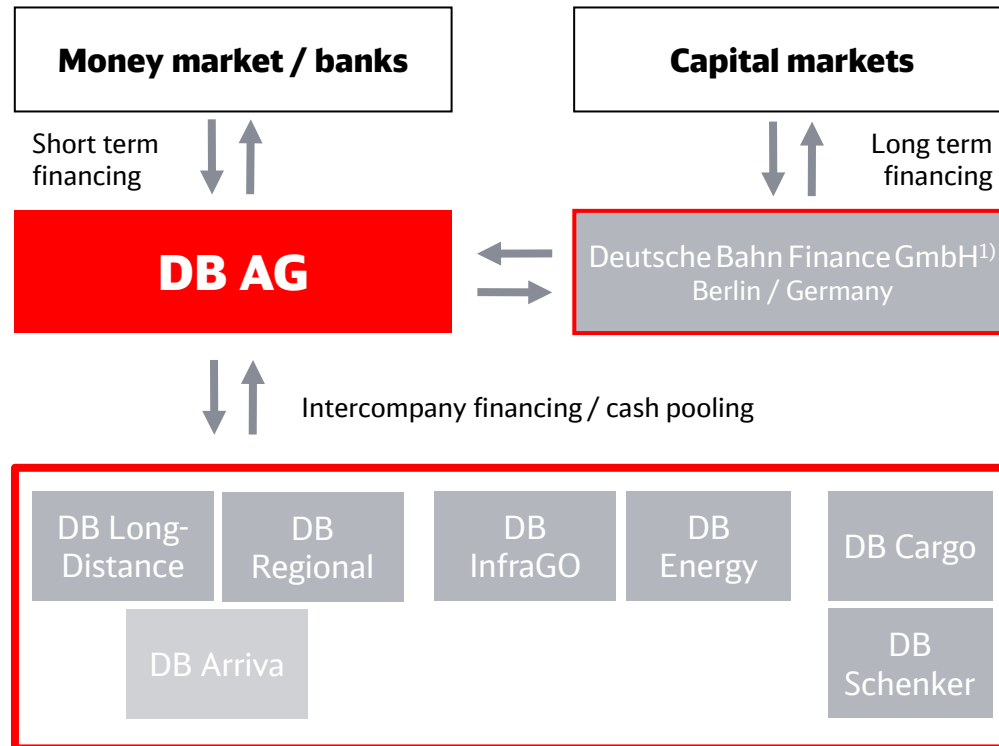 Money market / banks
Capital markets
Short term
financing
Long term
financing
DB AG
Deutsche Bahn Finance GmbH1)
Berlin / Germany
Intercompany financing / cash pooling
DB Long-
Distance
DB
Regional
DB
InfraGO
DB
Energy
DB Cargo
DB Arriva
DB
Schenker